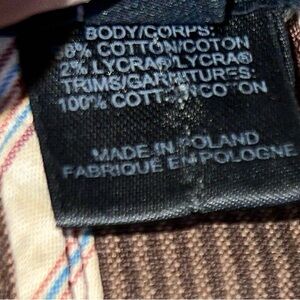 BODY/CORPS:
8% COTTON/COTON
2% LYCRA®/LYCRA®
TRIMS/GARNITURES:
100% COTTON/COTON
MADE IN POLAND
FABRIQUE EN POLOGNE